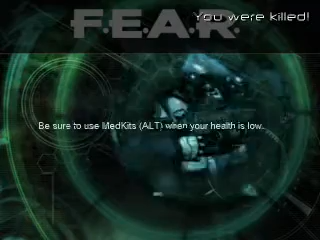 F.E.A.R.
You were killed!
Be sure to use MedKits (ALT) when your health is low.